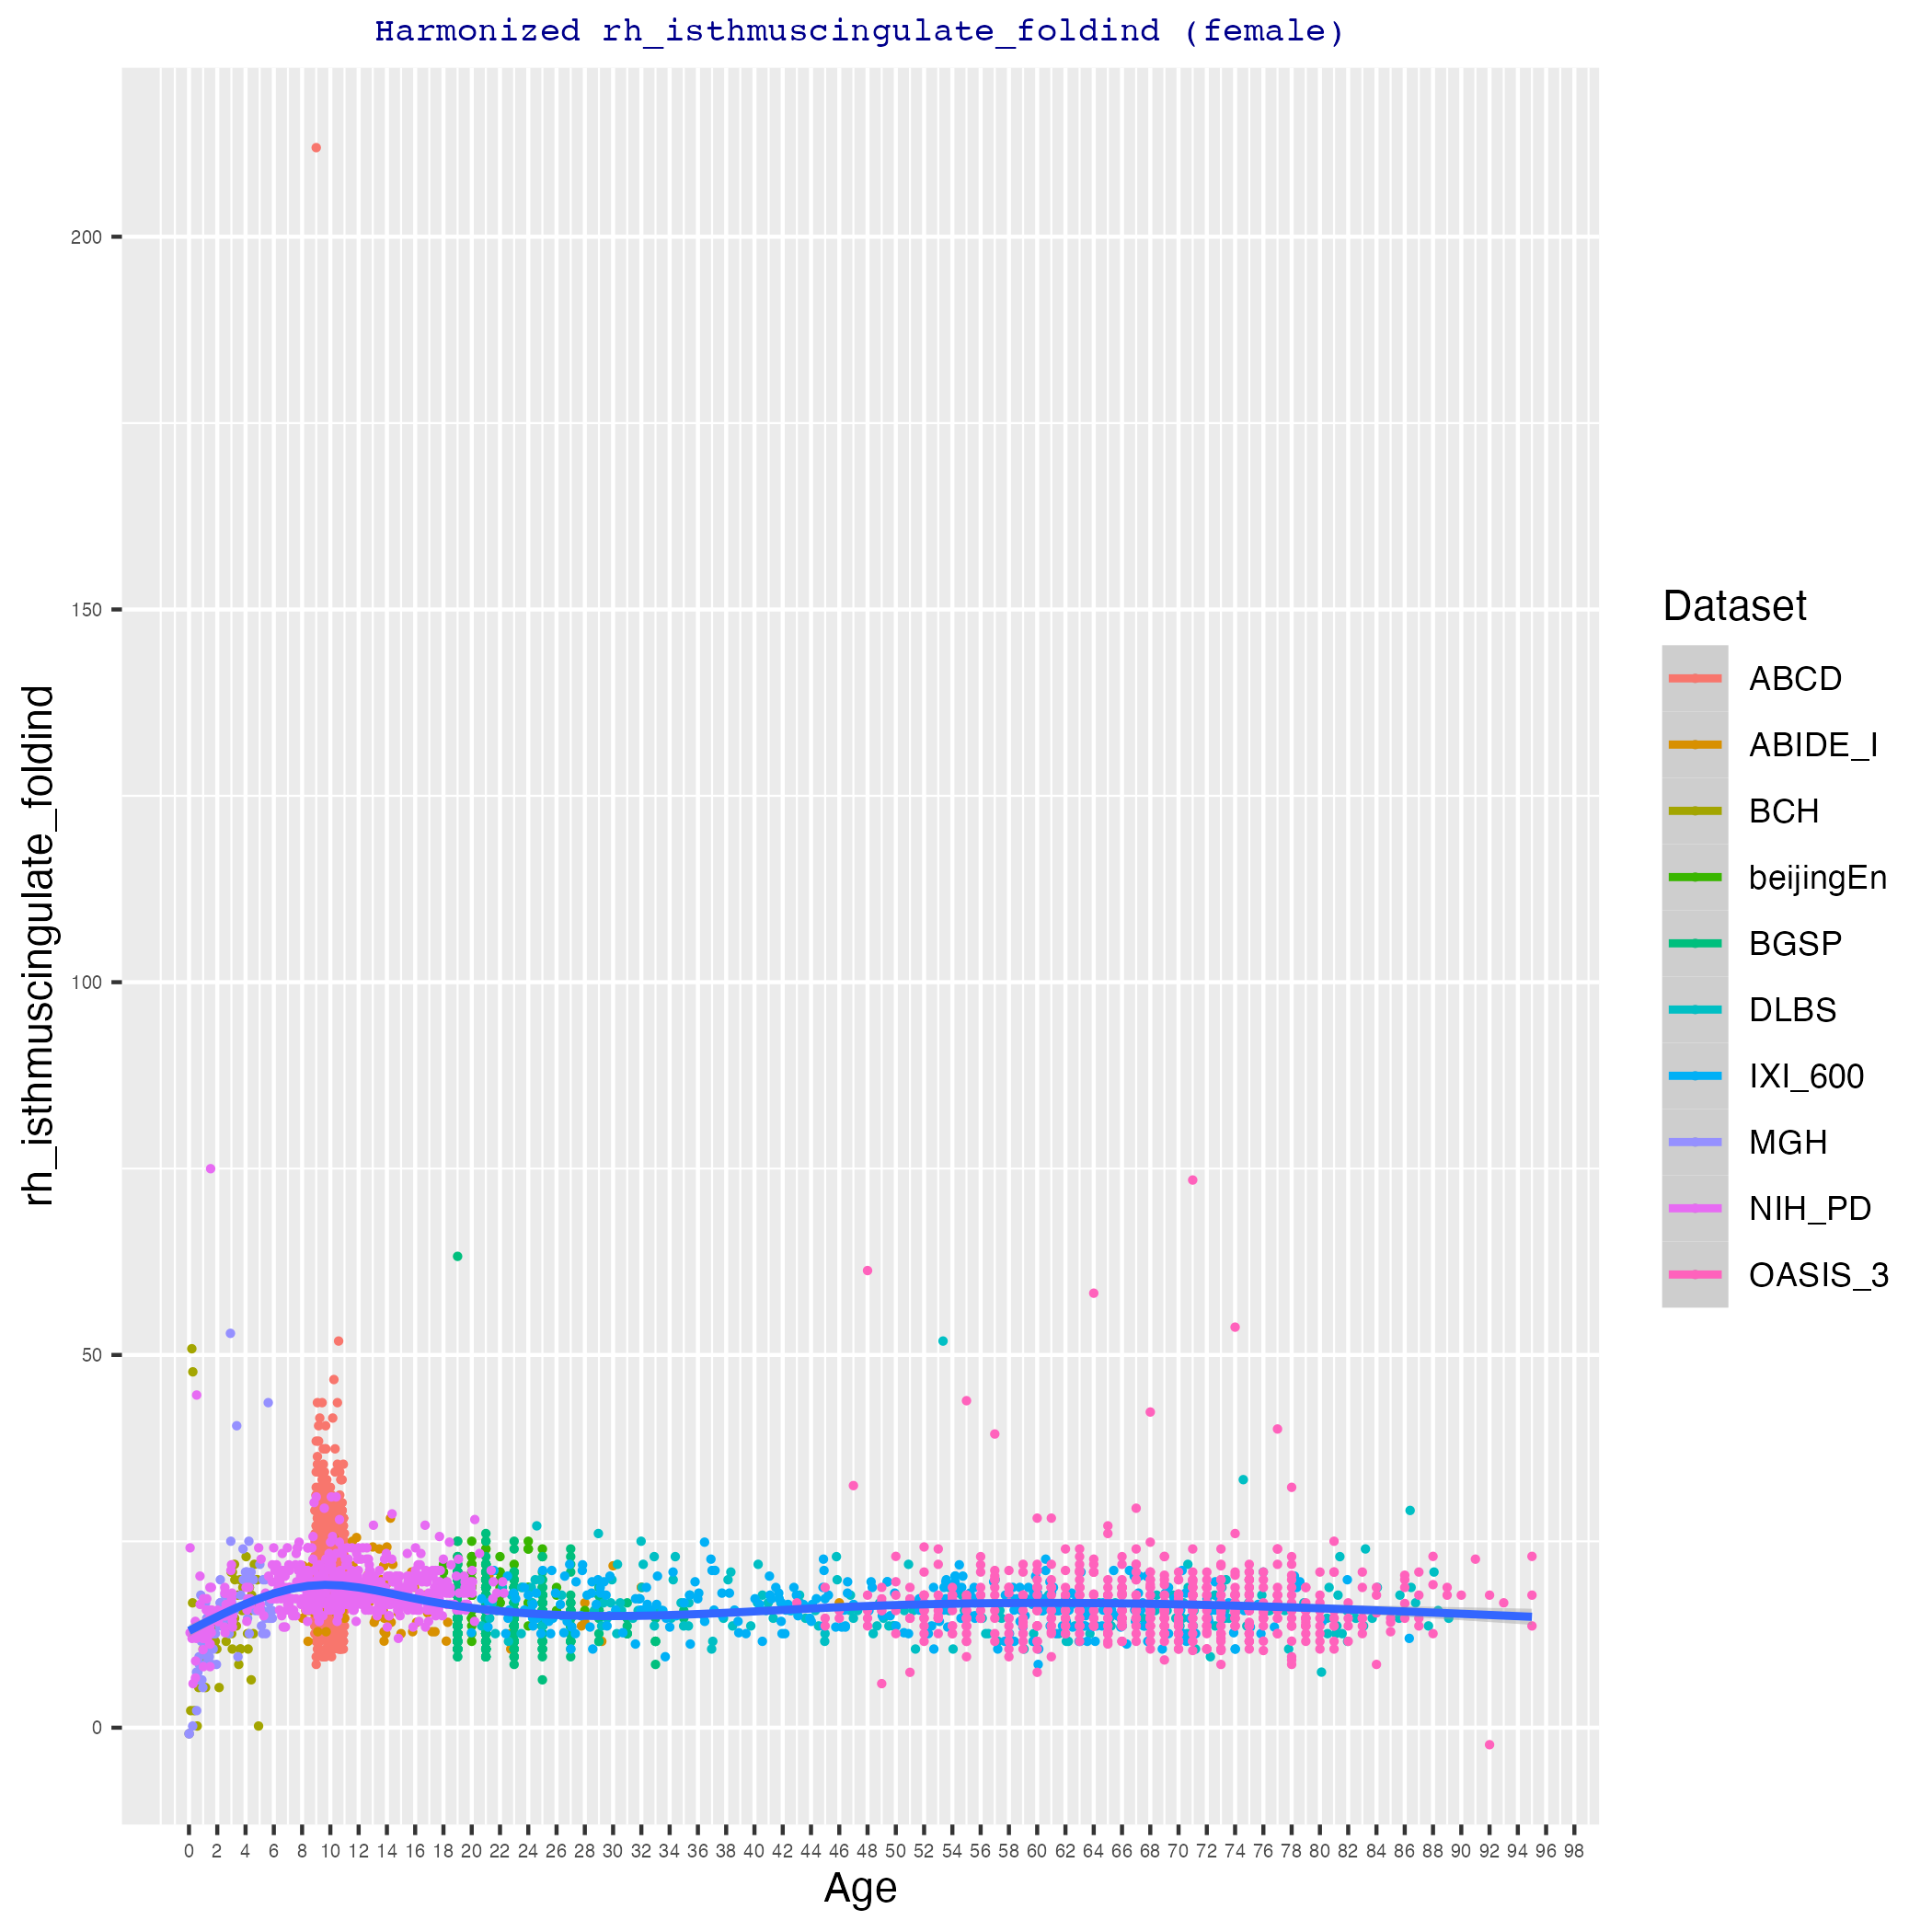 Harmonized rh_isthmuscingulate_foldind (female)
rh_isthmuscingulate_foldind
200
150
100
50
0
0 2 4 6 8 10 12 14 16 18 20 22 24 26 28 30 32 34 36 38 40 42 44 46 48 50 52 54 56 58 60 62 64 66 68 70 72 74 76 78 80 82 84 86 88 90 92 94 96 98
Age
Dataset
ABCD
ABIDE_I
BCH
beijingEn
BGSP
DLBS
IXI_600
MGH
NIH_PD
OASIS_3